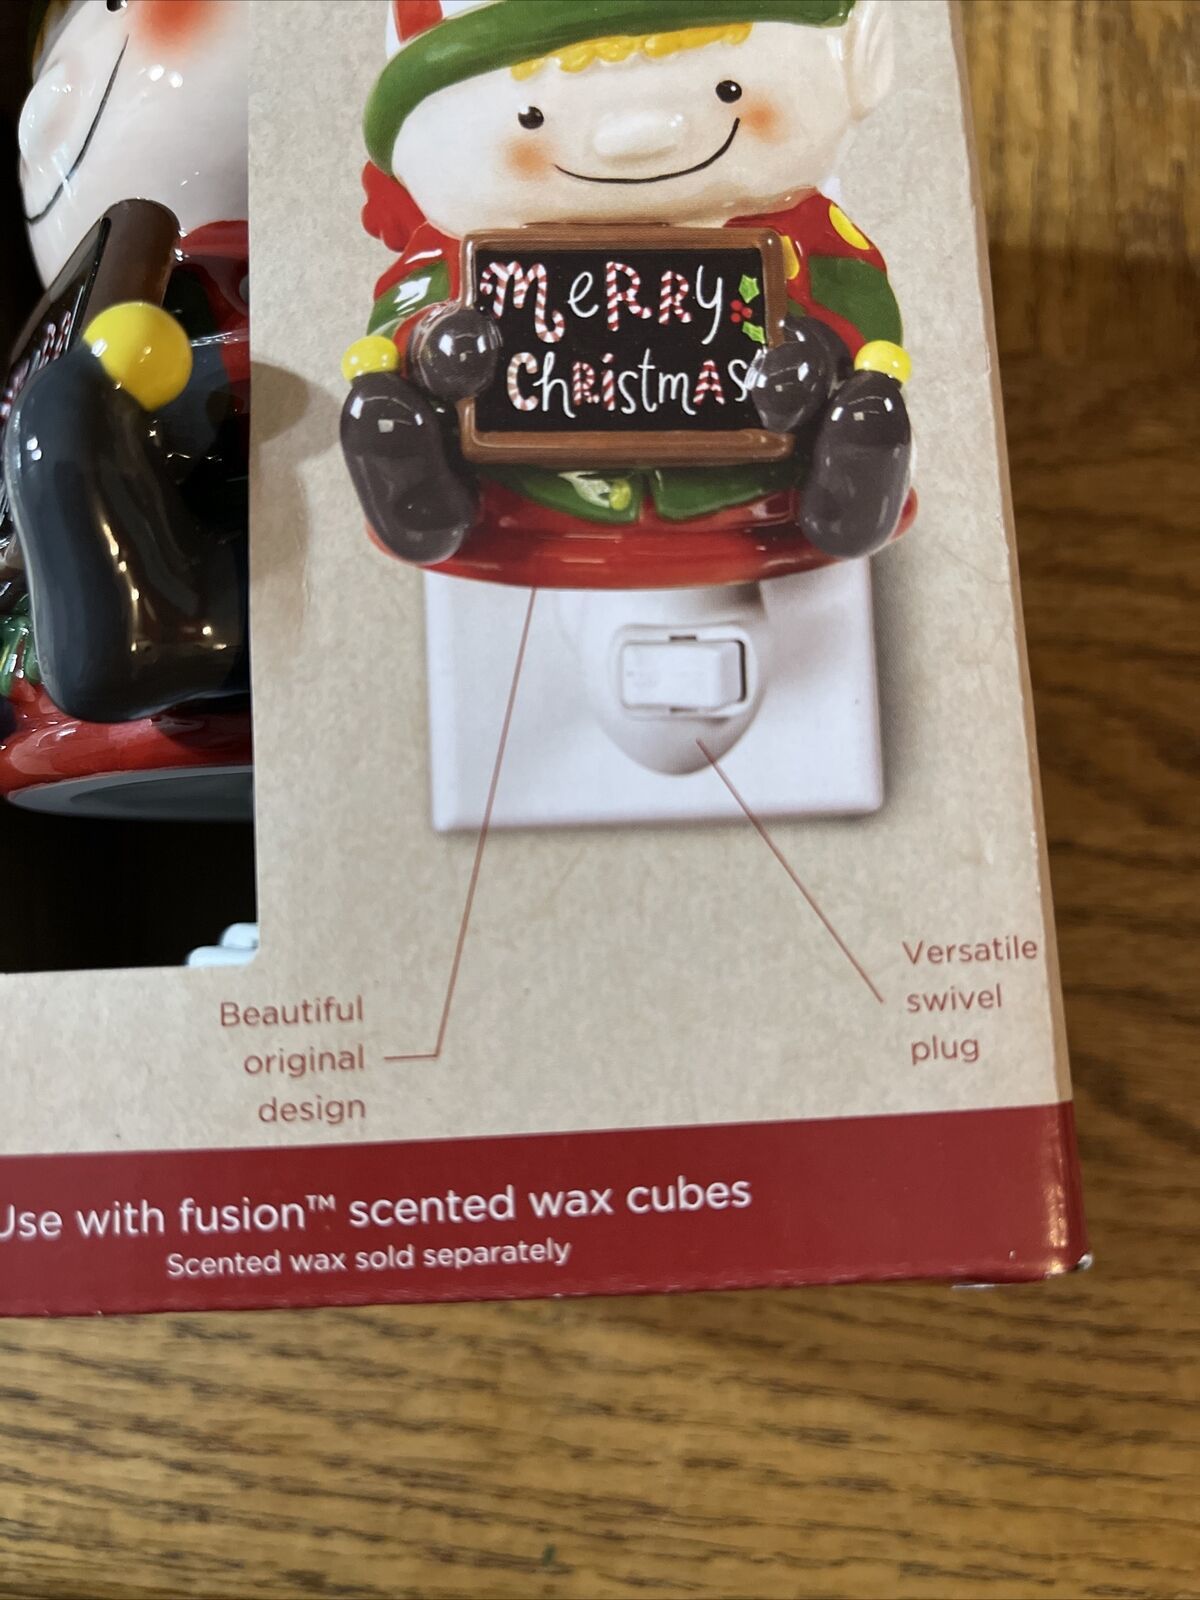 MeRRy
ChRistmAs
Versatile
swivel
plug
Beautiful
original
design
Use with fusion™ scented wax cubes
Scented wax sold separately